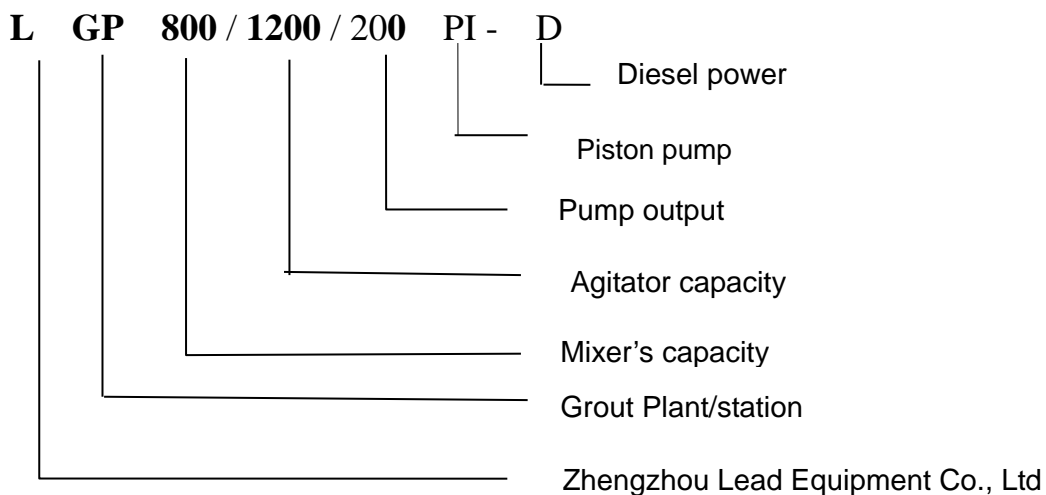 L GP 800 / 1200 / 200 PI - D
Diesel power
Piston pump
Pump output
Agitator capacity
Mixer’s capacity
Grout Plant/station
Zhengzhou Lead Equipment Co., Ltd